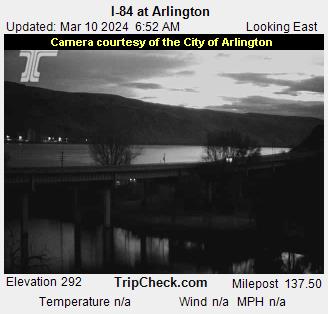 I-84 at Arlington
Updated: Mar 10 2024 6:52 AM Looking East
Camera courtesy of the City of Arlington
Elevation 292 TripCheck.com Milepost 137.50
Temperature n/a Wind n/a MPH n/a